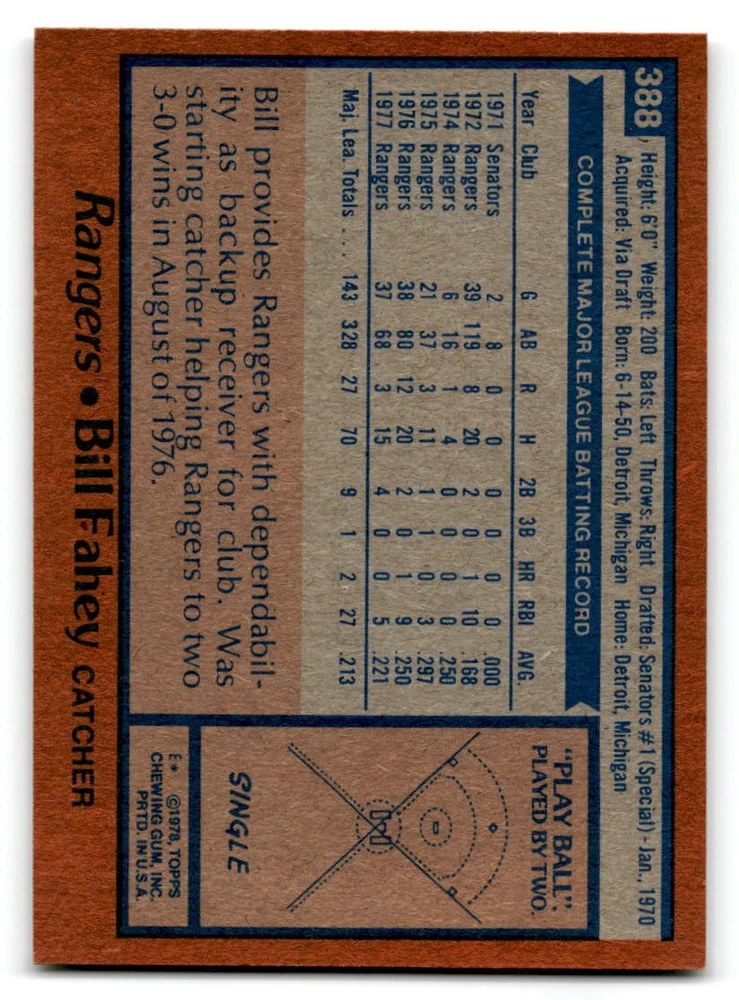 388
Height: 6'0" Weight: 200 Bats: Left Throws: Right Drafted: Senators #1 (Special) - Jan., 1970
Acquired: Via Draft Born: 6-14-50, Detroit, Michigan Home: Detroit, Michigan
COMPLETE MAJOR LEAGUE BATTING RECORD
Year Club G AB R H 2B 3B HR RBI AVG.
1971 Senators 2 8 0 0 0 0 0 0 .000
1972 Rangers 39 119 8 20 2 0 1 10 .168
1974 Rangers 6 16 1 4 0 0 0 0 .250
1975 Rangers 21 37 3 11 1 1 0 3 .297
1976 Rangers 38 80 12 20 2 0 1 9 .250
1977 Rangers 37 68 3 15 4 0 0 5 .221
Maj. Lea. Totals . . . 143 328 27 70 9 1 2 27 .213
Bill provides Rangers with dependabil-
ity as backup receiver for club. Was
starting catcher helping Rangers to two
3-0 wins in August of 1976.
"PLAY BALL".
PLAYED BY TWO.
SINGLE
E* ©1978, TOPPS
CHEWING GUM, INC.
PRTD. IN U.S.A.
Rangers • Bill Fahey CATCHER